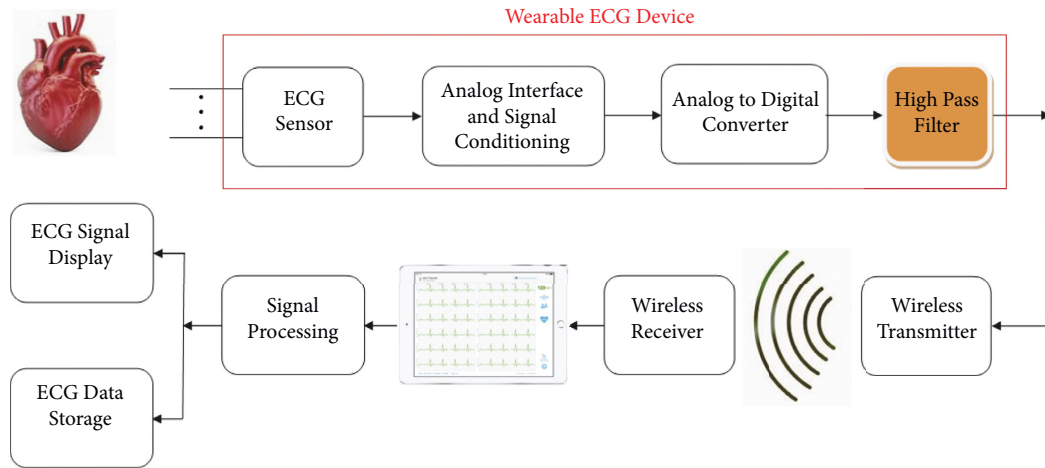 Wearable ECG Device
ECG
Sensor
Analog Interface
and Signal
Conditioning
Analog to Digital
Converter
High Pass
Filter
ECG Signal
Display
Signal
Processing
Wireless
Receiver
Wireless
Transmitter
ECG Data
Storage